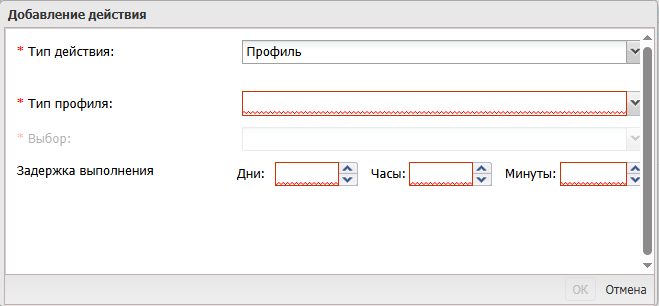 Добавление действия
* Тип действия: Профиль
* Тип профиля:
* Выбор:
Задержка выполнения Дни: Часы: Минуты:
OK Отмена